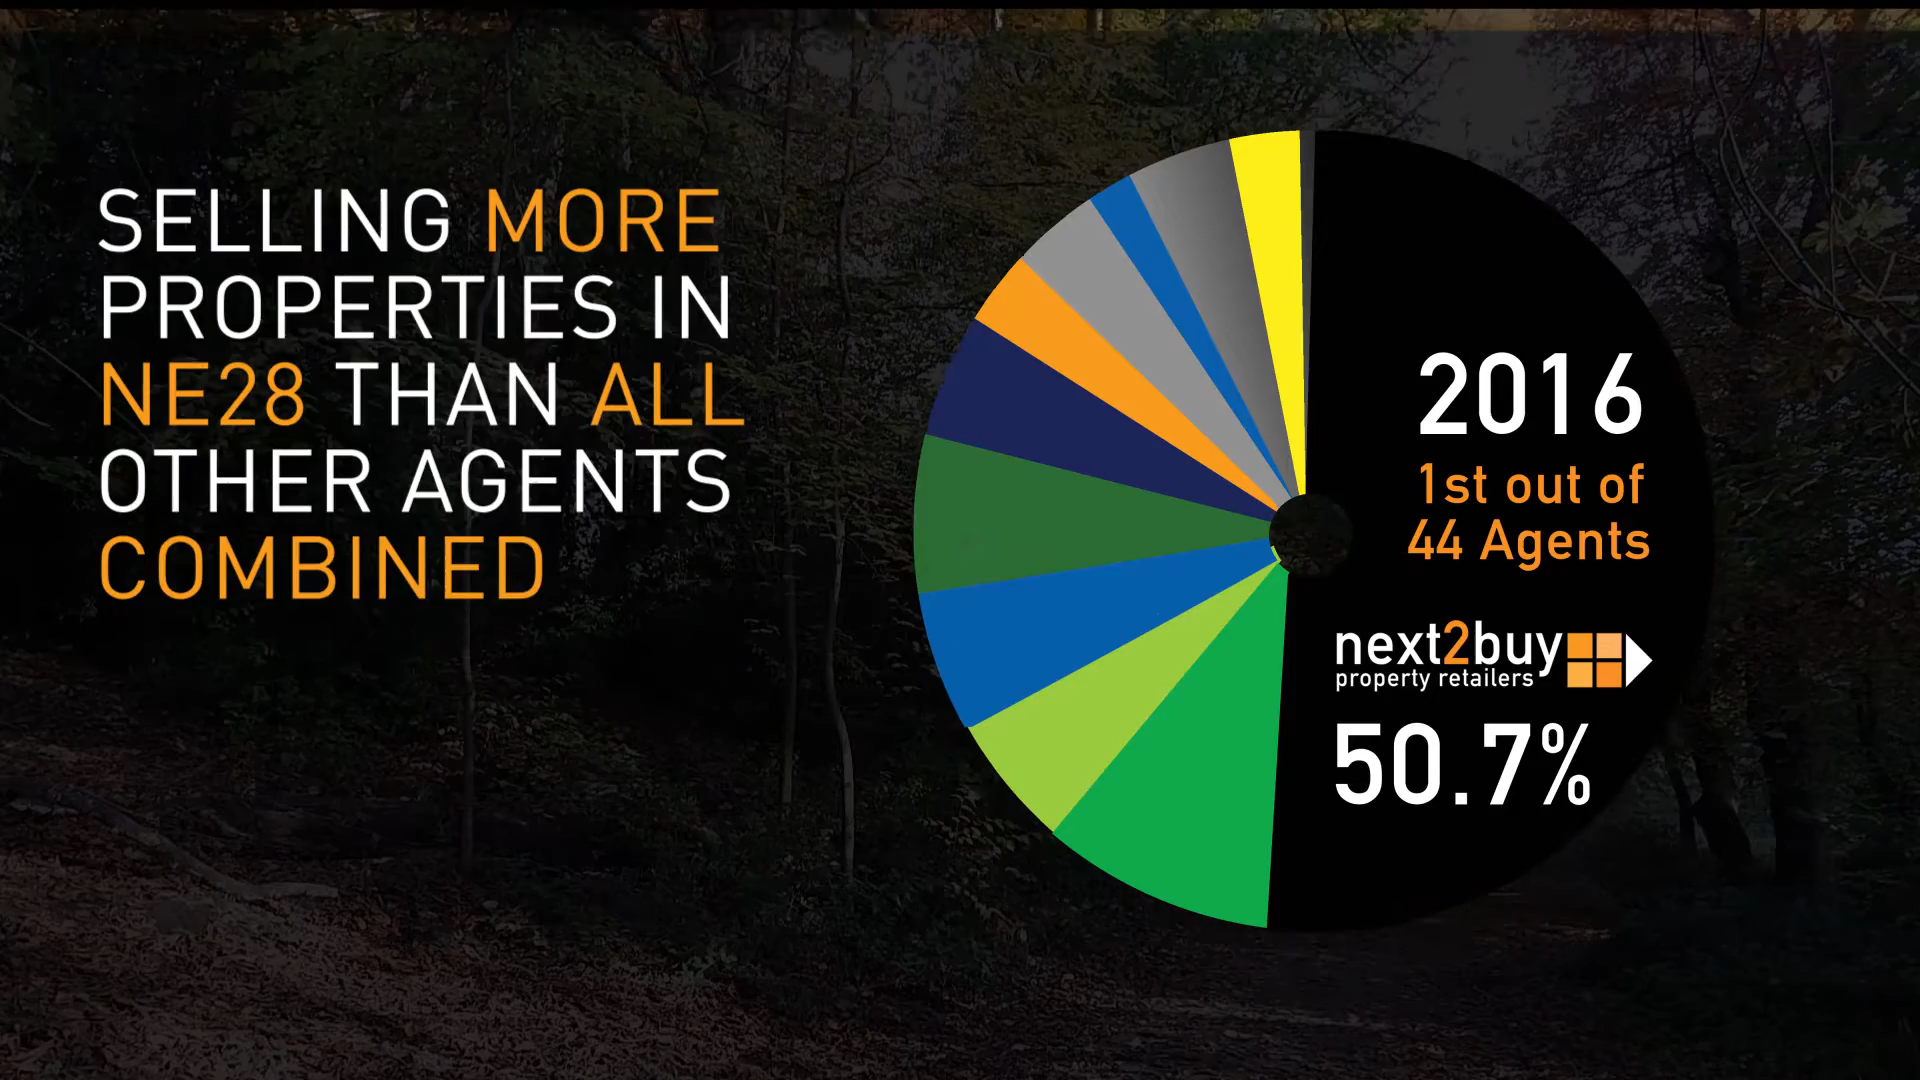 SELLING MORE
PROPERTIES IN
NE28 THAN ALL
OTHER AGENTS
COMBINED
2016
1st out of
44 Agents
next2buy
property retailers
50.7%